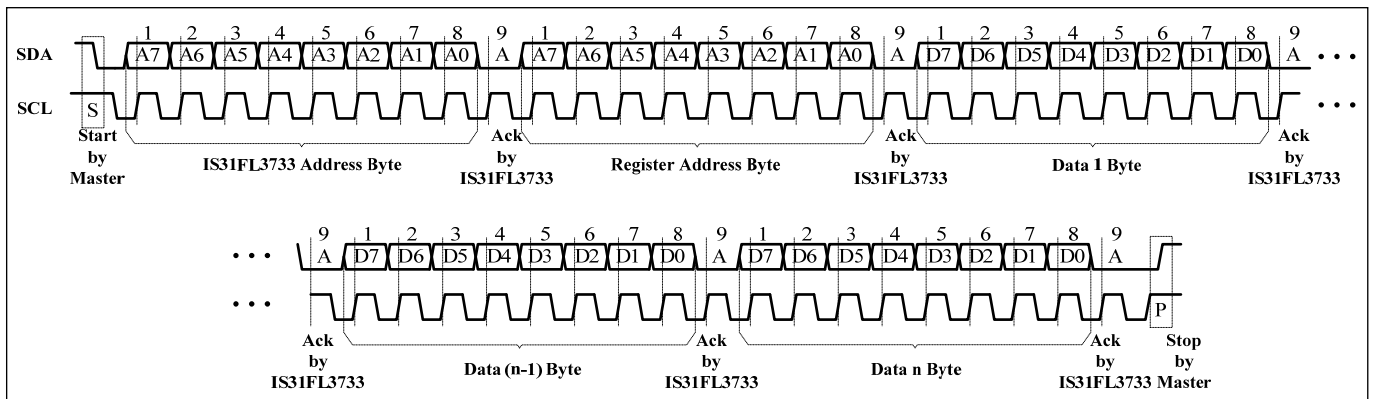 1 2 3 4 5 6 7 8 9 1 2 3 4 5 6 7 8 9 1 2 3 4 5 6 7 8 9
SDA A7 A6 A5 A4 A3 A2 A1 A0 A A7 A6 A5 A4 A3 A2 A1 A0 A D7 D6 D5 D4 D3 D2 D1 D0 A • • •
SCL S • • •
Start by Master
IS31FL3733 Address Byte
Ack by IS31FL3733
Register Address Byte
Ack by IS31FL3733
Data 1 Byte
Ack by IS31FL3733
9 1 2 3 4 5 6 7 8 9 1 2 3 4 5 6 7 8 9
• • • A D7 D6 D5 D4 D3 D2 D1 D0 A D7 D6 D5 D4 D3 D2 D1 D0 A
• • • P
Ack by IS31FL3733
Data (n-1) Byte
Ack by IS31FL3733
Data n Byte
Ack by IS31FL3733
Stop by Master